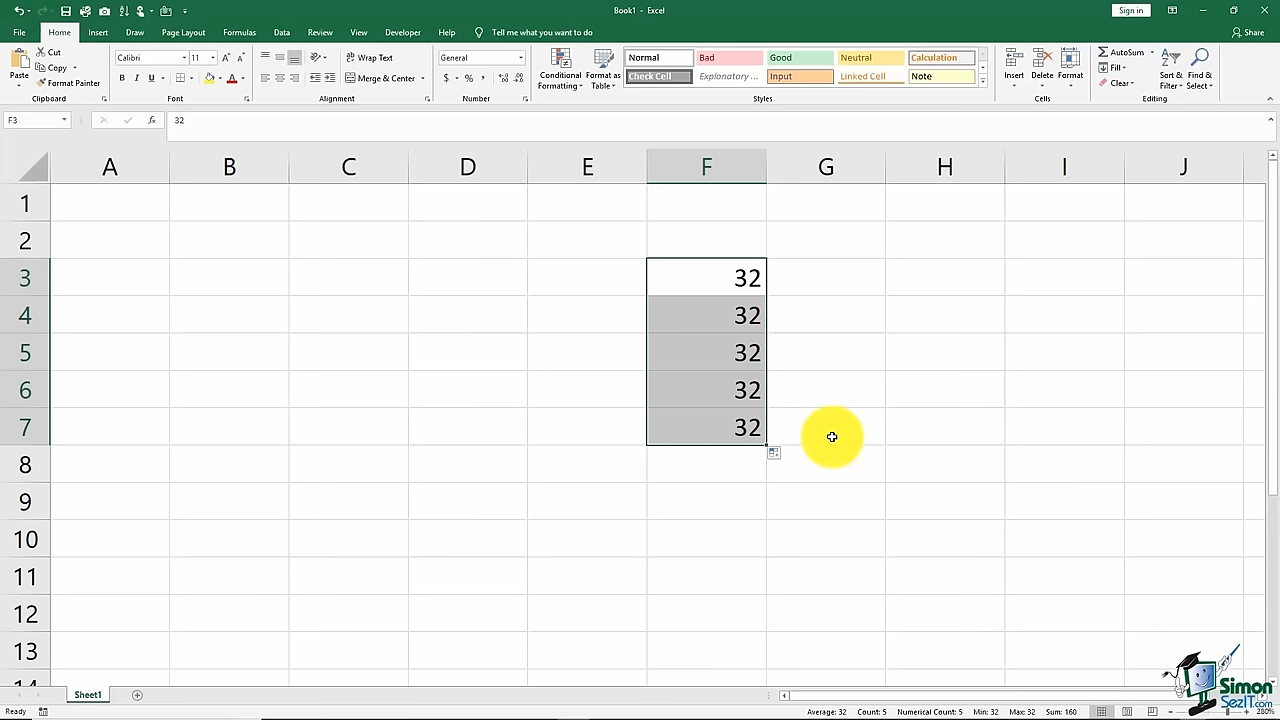 Book1 - Excel
Sign in
File Home Insert Draw Page Layout Formulas Data Review View Developer Help Tell me what you want to do Share
Paste
Cut
Copy
Format Painter
Clipboard
Calibri 11
B I U
Font
Wrap Text
Merge & Center
Alignment
General
$ % ,
Number
Conditional Formatting
Format as Table
Normal Bad Good Neutral Calculation
Check Cell Explanatory ... Input Linked Cell Note
Styles
Insert Delete Format
Cells
AutoSum
Fill
Clear
Sort & Filter
Find & Select
Editing
F3 fx 32
A B C D E F G H I J
1
2
3 32
4 32
5 32
6 32
7 32
8
9
10
11
12
13
14
Simon
SezIT.com
Sheet1
Ready Average: 32 Count: 5 Numerical Count: 5 Min: 32 Max: 32 Sum: 160 280%